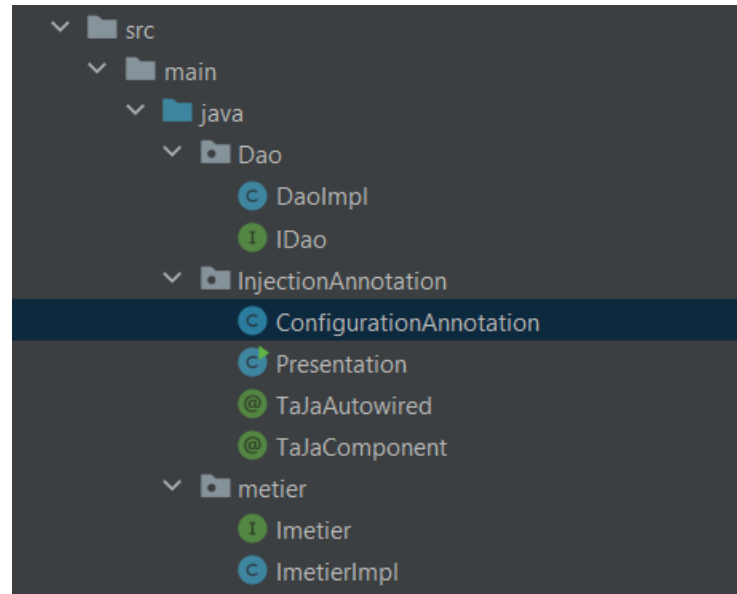 src
main
java
Dao
C DaoImpl
I IDao
InjectionAnnotation
C ConfigurationAnnotation
C Presentation
@ TaJaAutowired
@ TaJaComponent
metier
I Imetier
C ImetierImpl